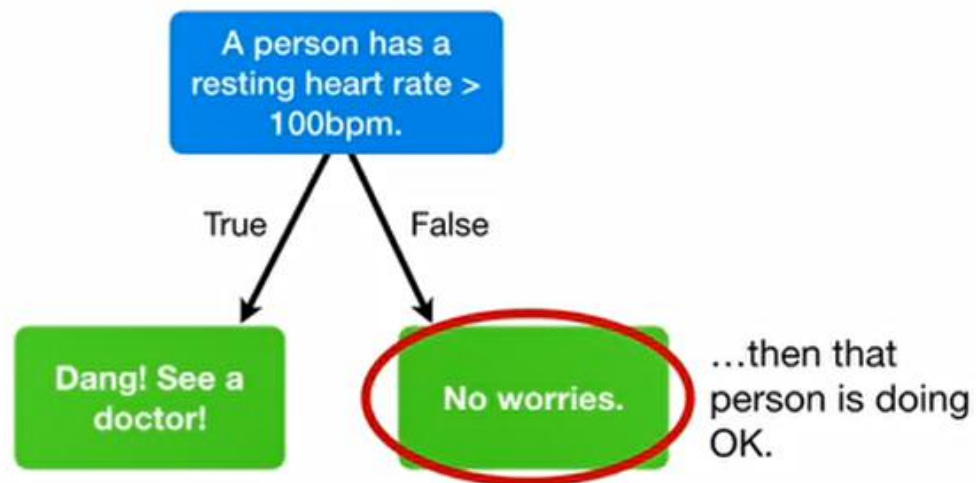 A person has a
resting heart rate >
100bpm.
True
False
Dang! See a
doctor!
No worries.
...then that
person is doing
OK.